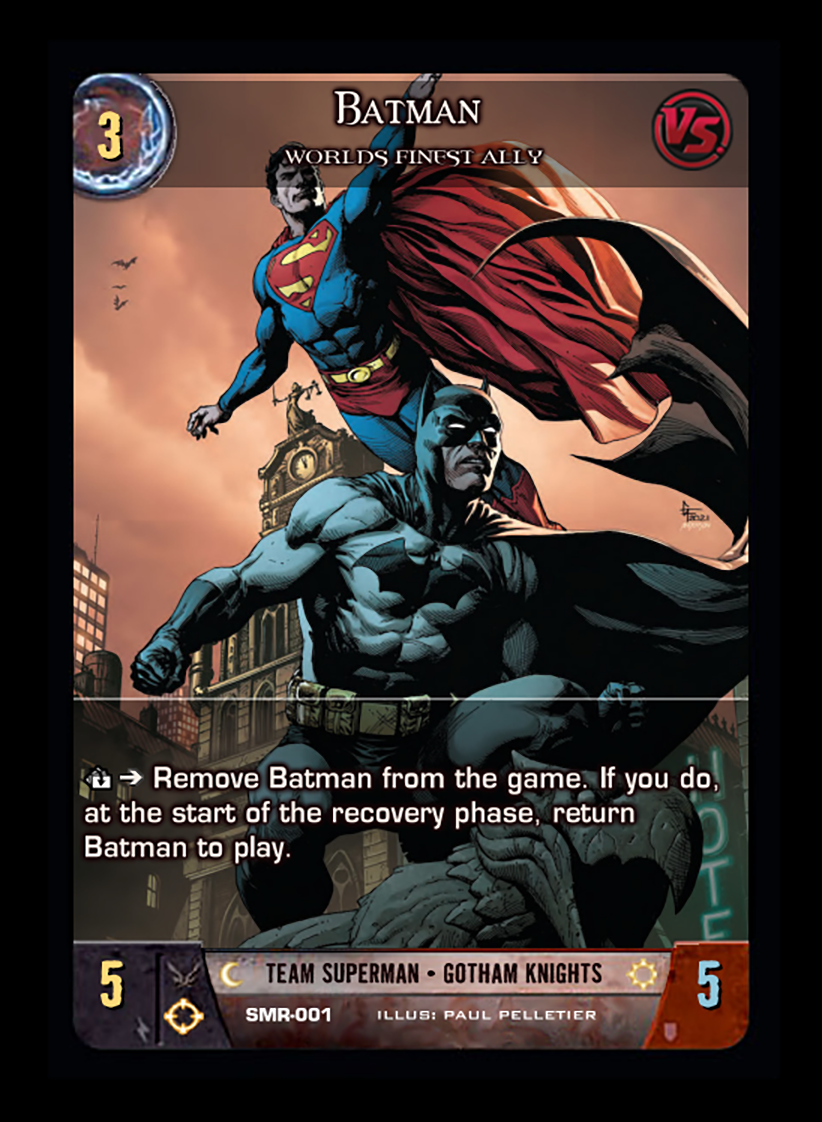 3
BATMAN
WORLDS FINEST ALLY
VS.
➔ Remove Batman from the game. If you do,
at the start of the recovery phase, return
Batman to play.
HOTE
5
TEAM SUPERMAN • GOTHAM KNIGHTS
5
SMR-001
ILLUS: PAUL PELLETIER